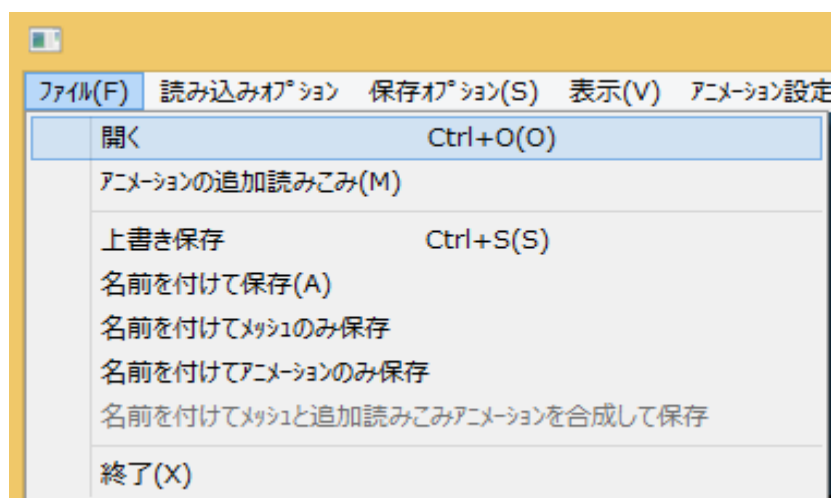 ﾌｧｲﾙ(F) 読み込みｵﾌﾟｼｮﾝ 保存ｵﾌﾟｼｮﾝ(S) 表示(V) ｱﾆﾒｰｼｮﾝ設定
開く Ctrl+O(O)
ｱﾆﾒｰｼｮﾝの追加読みこみ(M)
上書き保存 Ctrl+S(S)
名前を付けて保存(A)
名前を付けてﾒｯｼｭのみ保存
名前を付けてｱﾆﾒｰｼｮﾝのみ保存
名前を付けてﾒｯｼｭと追加読みこみｱﾆﾒｰｼｮﾝを合成して保存
終了(X)